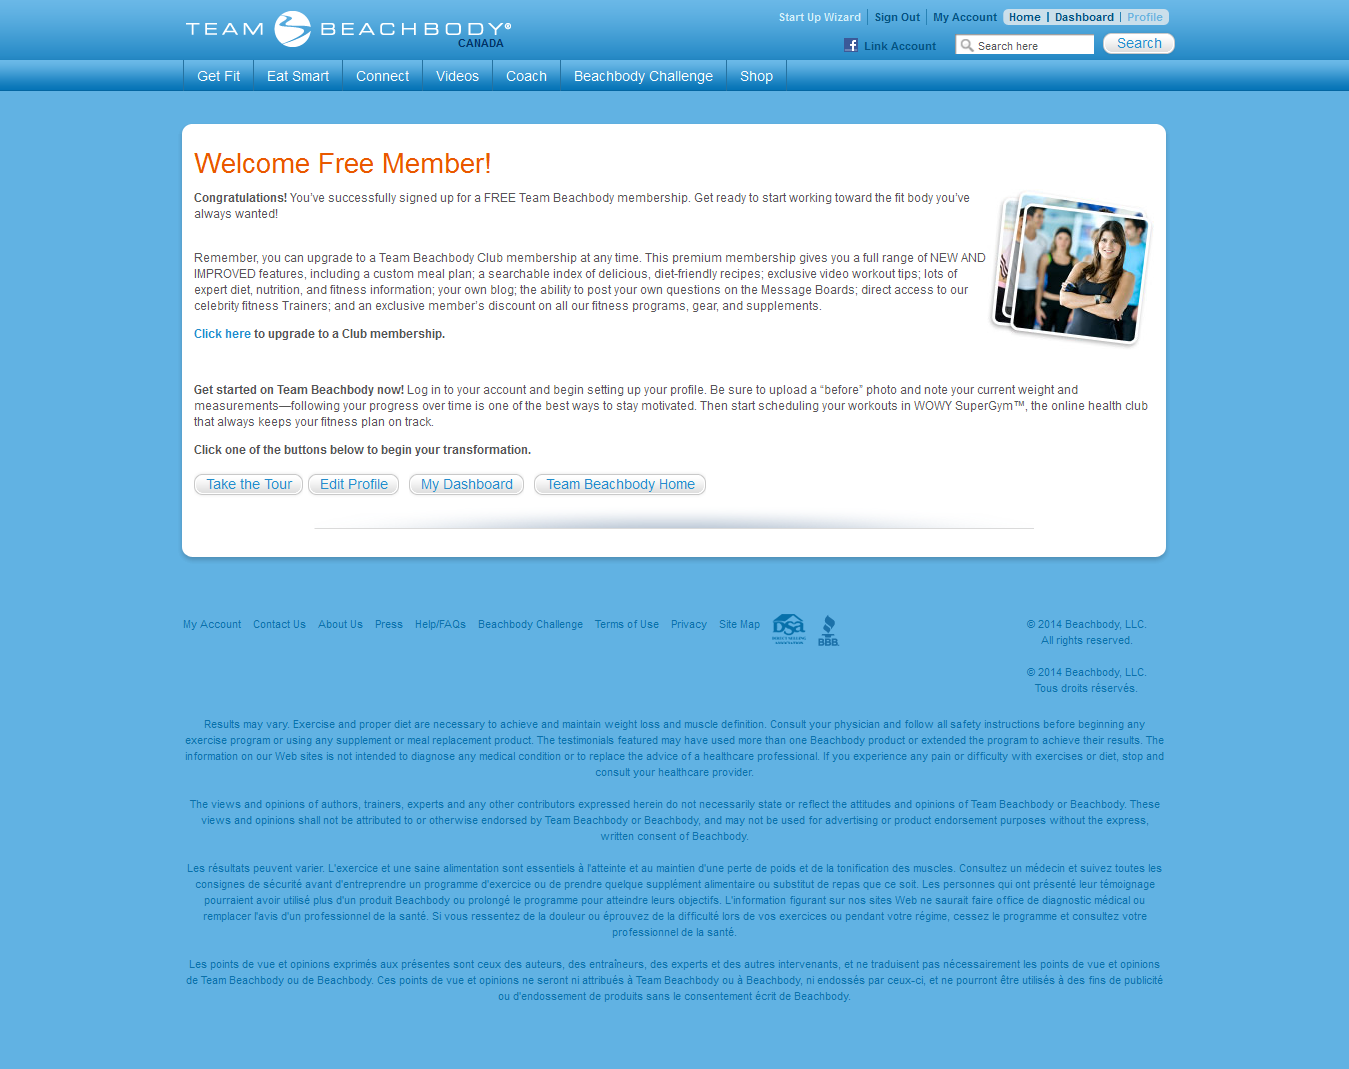 TEAM BEACHBODY®
CANADA
Start Up Wizard Sign Out My Account Home Dashboard Profile
Link Account Search here Search
Get Fit Eat Smart Connect Videos Coach Beachbody Challenge Shop
Welcome Free Member!
Congratulations! You’ve successfully signed up for a FREE Team Beachbody membership. Get ready to start working toward the fit body you’ve
always wanted!
Remember, you can upgrade to a Team Beachbody Club membership at any time. This premium membership gives you a full range of NEW AND
IMPROVED features, including a custom meal plan; a searchable index of delicious, diet-friendly recipes; exclusive video workout tips; lots of
expert diet, nutrition, and fitness information; your own blog; the ability to post your own questions on the Message Boards; direct access to our
celebrity fitness Trainers; and an exclusive member’s discount on all our fitness programs, gear, and supplements.
Click here to upgrade to a Club membership.
Get started on Team Beachbody now! Log in to your account and begin setting up your profile. Be sure to upload a “before” photo and note your current weight and
measurements—following your progress over time is one of the best ways to stay motivated. Then start scheduling your workouts in WOWY SuperGym™, the online health club
that always keeps your fitness plan on track.
Click one of the buttons below to begin your transformation.
Take the Tour Edit Profile My Dashboard Team Beachbody Home
My Account Contact Us About Us Press Help/FAQs Beachbody Challenge Terms of Use Privacy Site Map DSA BBB.
© 2014 Beachbody, LLC.
All rights reserved.
© 2014 Beachbody, LLC.
Tous droits réservés.
Results may vary. Exercise and proper diet are necessary to achieve and maintain weight loss and muscle definition. Consult your physician and follow all safety instructions before beginning any
exercise program or using any supplement or meal replacement product. The testimonials featured may have used more than one Beachbody product or extended the program to achieve their results. The
information on our Web sites is not intended to diagnose any medical condition or to replace the advice of a healthcare professional. If you experience any pain or difficulty with exercises or diet, stop and
consult your healthcare provider.
The views and opinions of authors, trainers, experts and any other contributors expressed herein do not necessarily state or reflect the attitudes and opinions of Team Beachbody or Beachbody. These
views and opinions shall not be attributed to or otherwise endorsed by Team Beachbody or Beachbody, and may not be used for advertising or product endorsement purposes without the express,
written consent of Beachbody.
Les résultats peuvent varier. L'exercice et une saine alimentation sont essentiels à l'atteinte et au maintien d'une perte de poids et de la tonification des muscles. Consultez un médecin et suivez toutes les
consignes de sécurité avant d'entreprendre un programme d'exercice ou de prendre quelque supplément alimentaire ou substitut de repas que ce soit. Les personnes qui ont présenté leur témoignage
pourraient avoir utilisé plus d'un produit Beachbody ou prolongé le programme pour atteindre leurs objectifs. L'information figurant sur nos sites Web ne saurait faire office de diagnostic médical ou
remplacer l'avis d'un professionnel de la santé. Si vous ressentez de la douleur ou éprouvez de la difficulté lors de vos exercices ou pendant votre régime, cessez le programme et consultez votre
professionnel de la santé.
Les points de vue et opinions exprimés aux présentes sont ceux des auteurs, des entraîneurs, des experts et des autres intervenants, et ne traduisent pas nécessairement les points de vue et opinions
de Team Beachbody ou de Beachbody. Ces points de vue et opinions ne seront ni attribués à Team Beachbody ou à Beachbody, ni endossés par ceux-ci, et ne pourront être utilisés à des fins de publicité
ou d'endossement de produits sans le consentement écrit de Beachbody.